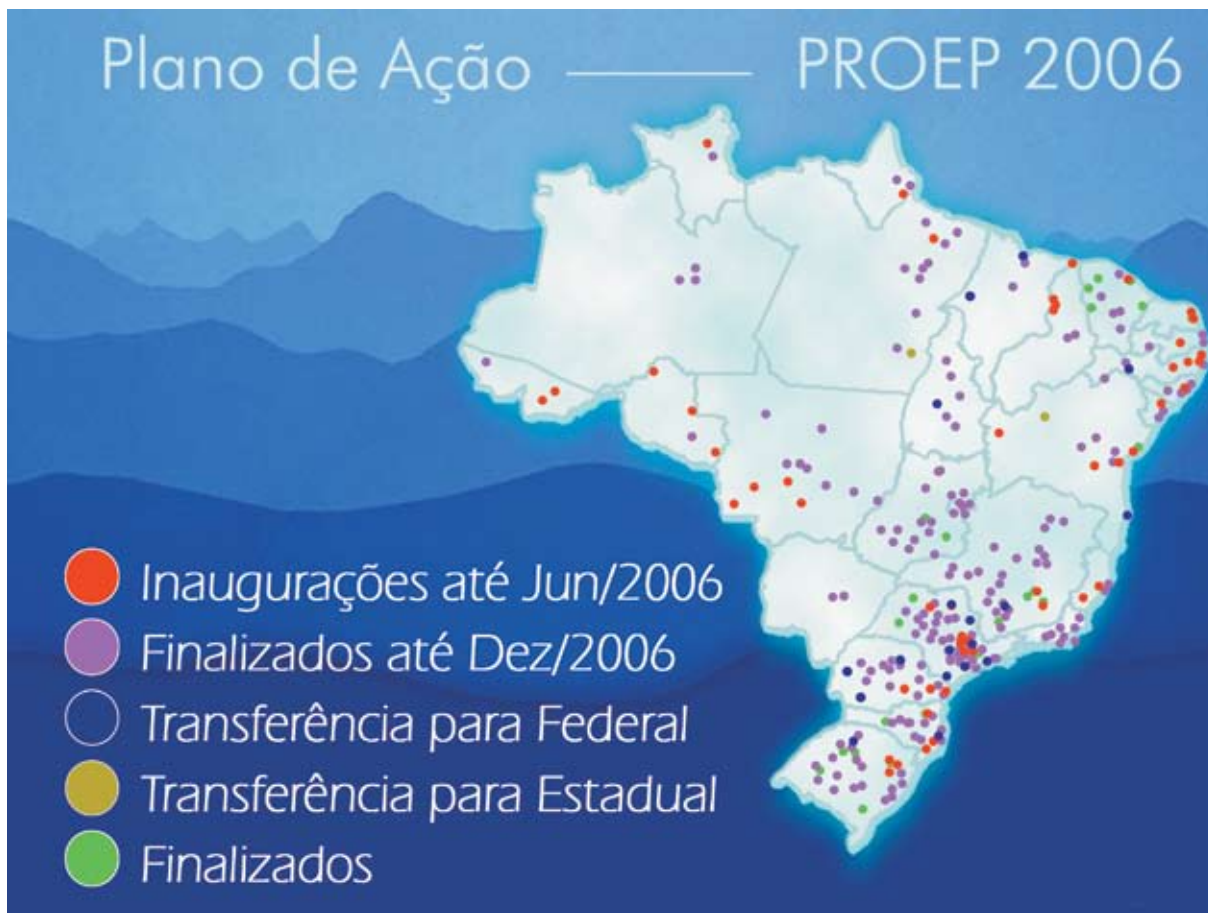 Plano de Ação — PROEP 2006
Inaugurações até Jun/2006
Finalizados até Dez/2006
Transferência para Federal
Transferência para Estadual
Finalizados